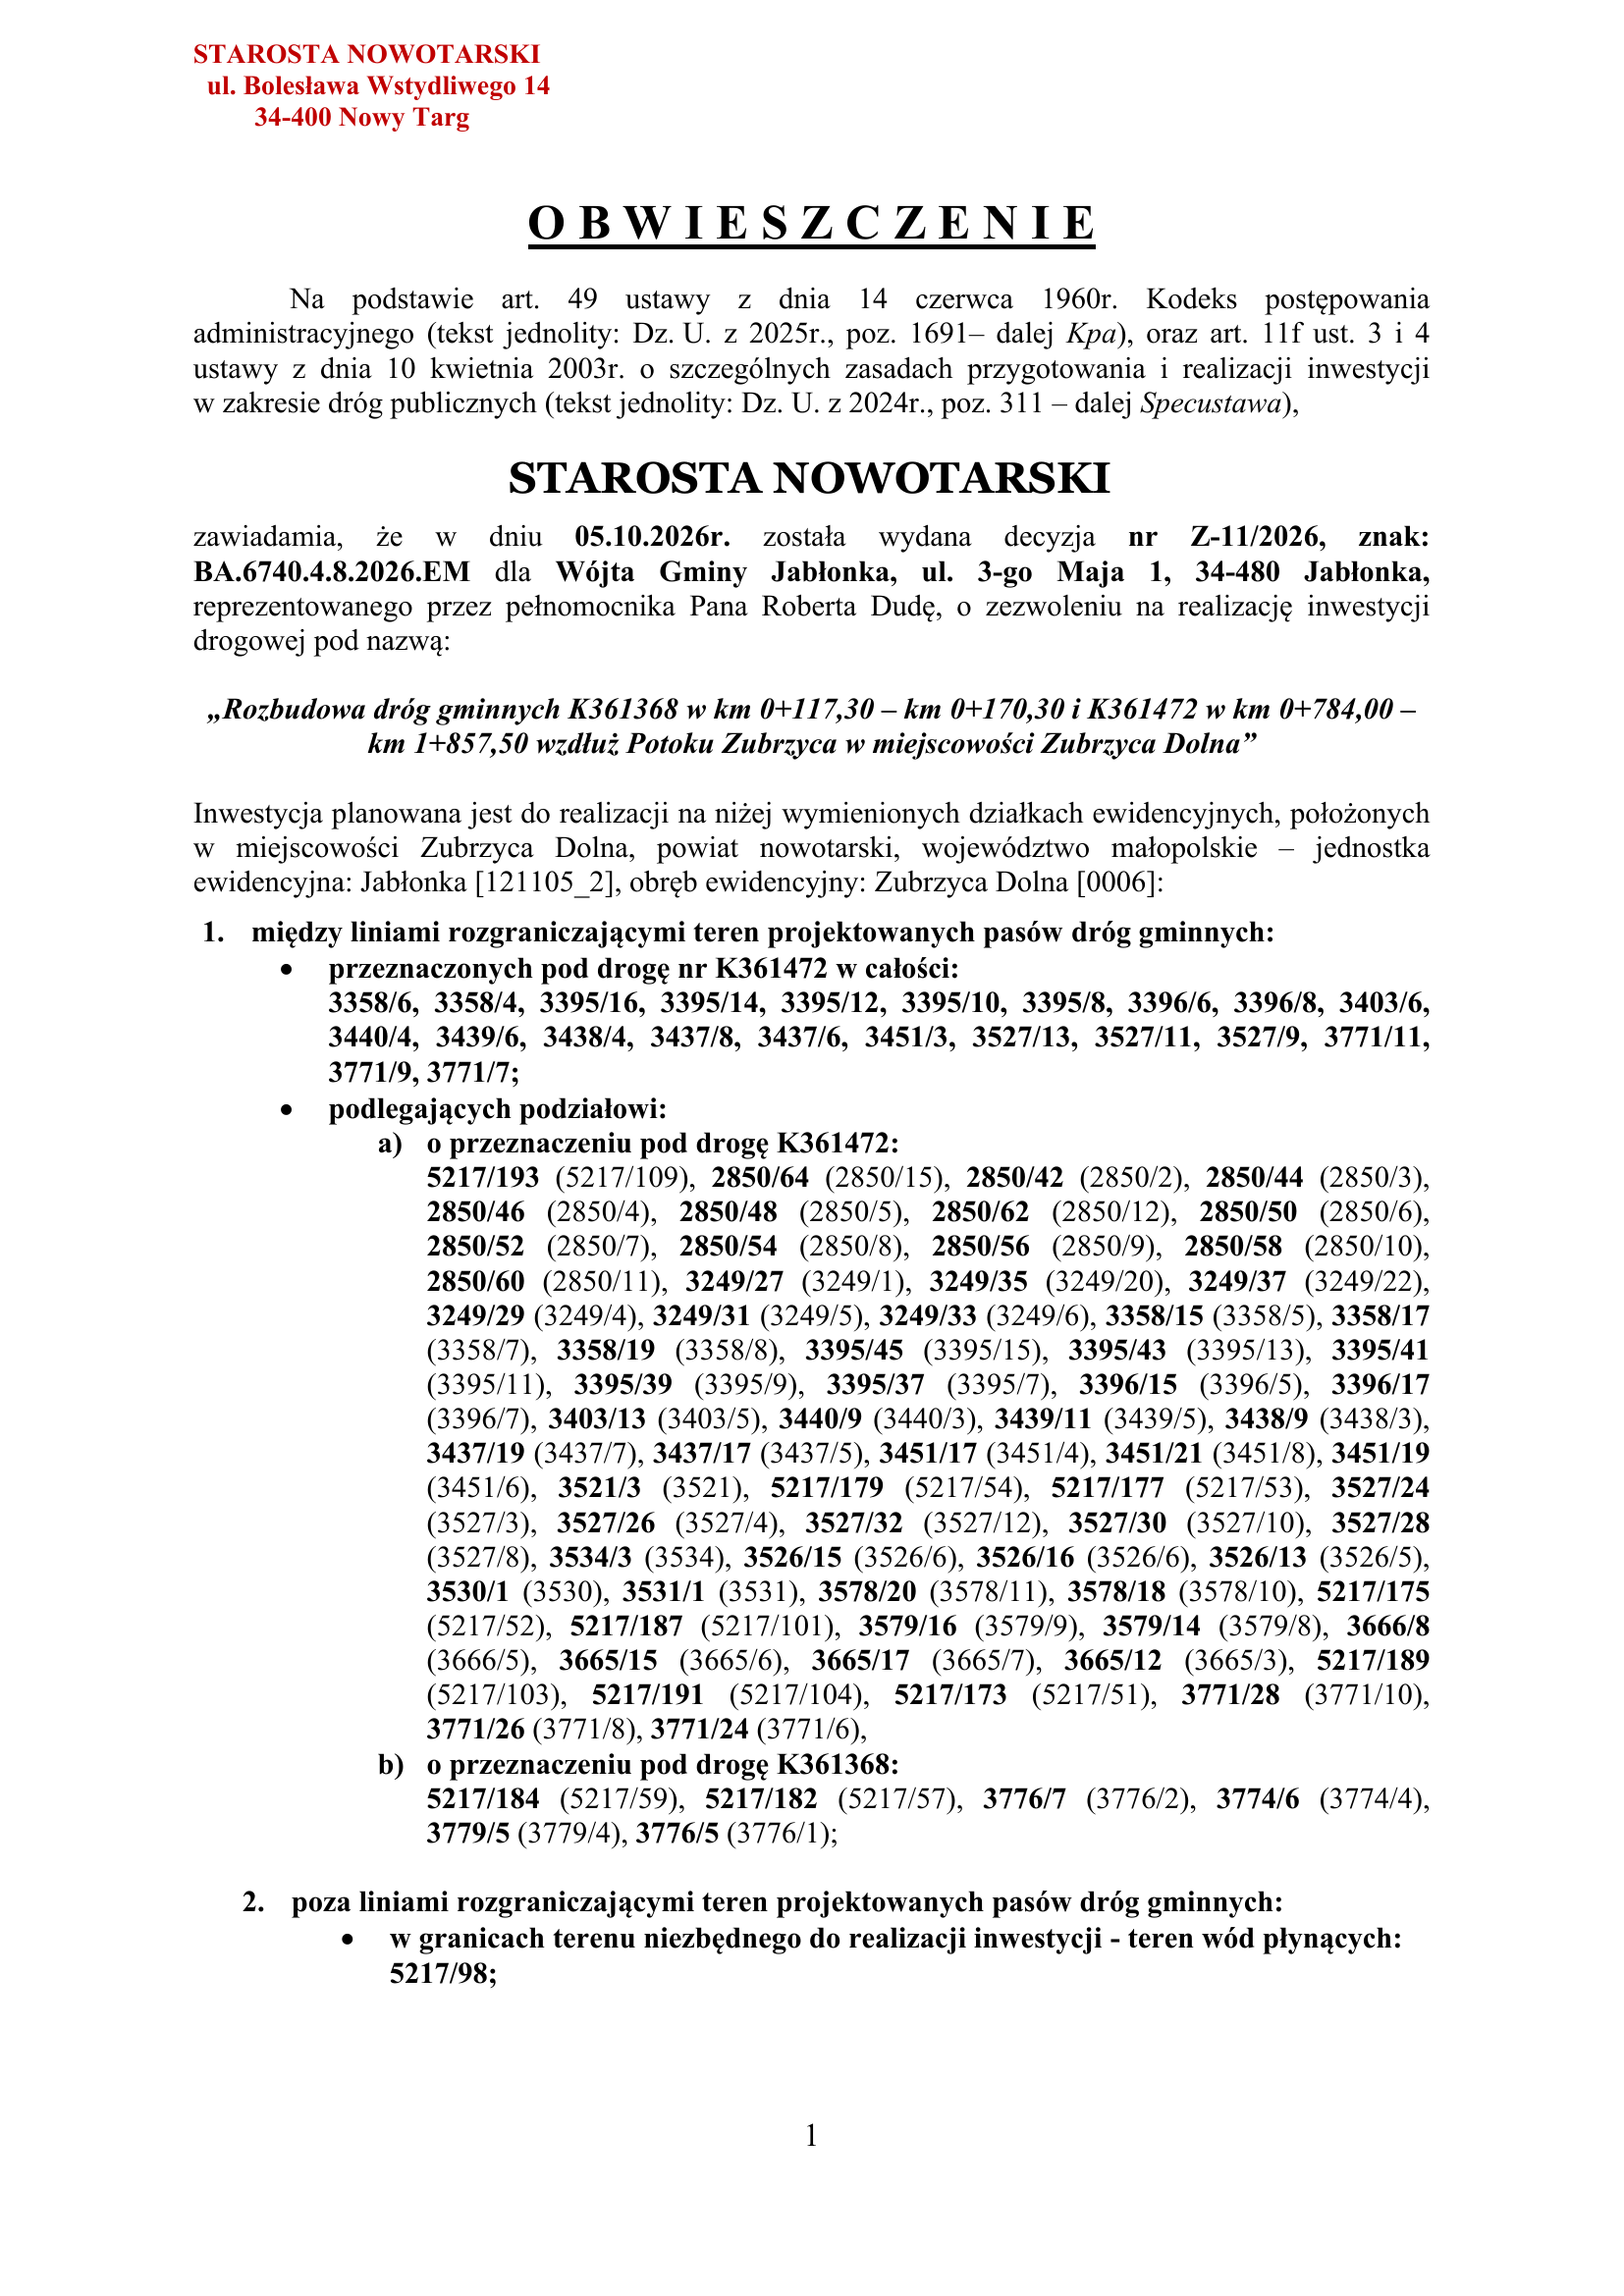 STAROSTA NOWOTARSKI
ul. Bolesława Wstydliwego 14
34-400 Nowy Targ
O B W I E S Z C Z E N I E
Na podstawie art. 49 ustawy z dnia 14 czerwca 1960r. Kodeks postępowania
administracyjnego (tekst jednolity: Dz. U. z 2025r., poz. 1691– dalej Kpa), oraz art. 11f ust. 3 i 4
ustawy z dnia 10 kwietnia 2003r. o szczególnych zasadach przygotowania i realizacji inwestycji
w zakresie dróg publicznych (tekst jednolity: Dz. U. z 2024r., poz. 311 – dalej Specustawa),
STAROSTA NOWOTARSKI
zawiadamia, że w dniu 05.10.2026r. została wydana decyzja nr Z-11/2026, znak:
BA.6740.4.8.2026.EM dla Wójta Gminy Jabłonka, ul. 3-go Maja 1, 34-480 Jabłonka,
reprezentowanego przez pełnomocnika Pana Roberta Dudę, o zezwoleniu na realizację inwestycji
drogowej pod nazwą:
„Rozbudowa dróg gminnych K361368 w km 0+117,30 – km 0+170,30 i K361472 w km 0+784,00 –
km 1+857,50 wzdłuż Potoku Zubrzyca w miejscowości Zubrzyca Dolna”
Inwestycja planowana jest do realizacji na niżej wymienionych działkach ewidencyjnych, położonych
w miejscowości Zubrzyca Dolna, powiat nowotarski, województwo małopolskie – jednostka
ewidencyjna: Jabłonka [121105_2], obręb ewidencyjny: Zubrzyca Dolna [0006]:
1. między liniami rozgraniczającymi teren projektowanych pasów dróg gminnych:
• przeznaczonych pod drogę nr K361472 w całości:
3358/6, 3358/4, 3395/16, 3395/14, 3395/12, 3395/10, 3395/8, 3396/6, 3396/8, 3403/6,
3440/4, 3439/6, 3438/4, 3437/8, 3437/6, 3451/3, 3527/13, 3527/11, 3527/9, 3771/11,
3771/9, 3771/7;
• podlegających podziałowi:
a) o przeznaczeniu pod drogę K361472:
5217/193 (5217/109), 2850/64 (2850/15), 2850/42 (2850/2), 2850/44 (2850/3),
2850/46 (2850/4), 2850/48 (2850/5), 2850/62 (2850/12), 2850/50 (2850/6),
2850/52 (2850/7), 2850/54 (2850/8), 2850/56 (2850/9), 2850/58 (2850/10),
2850/60 (2850/11), 3249/27 (3249/1), 3249/35 (3249/20), 3249/37 (3249/22),
3249/29 (3249/4), 3249/31 (3249/5), 3249/33 (3249/6), 3358/15 (3358/5), 3358/17
(3358/7), 3358/19 (3358/8), 3395/45 (3395/15), 3395/43 (3395/13), 3395/41
(3395/11), 3395/39 (3395/9), 3395/37 (3395/7), 3396/15 (3396/5), 3396/17
(3396/7), 3403/13 (3403/5), 3440/9 (3440/3), 3439/11 (3439/5), 3438/9 (3438/3),
3437/19 (3437/7), 3437/17 (3437/5), 3451/17 (3451/4), 3451/21 (3451/8), 3451/19
(3451/6), 3521/3 (3521), 5217/179 (5217/54), 5217/177 (5217/53), 3527/24
(3527/3), 3527/26 (3527/4), 3527/32 (3527/12), 3527/30 (3527/10), 3527/28
(3527/8), 3534/3 (3534), 3526/15 (3526/6), 3526/16 (3526/6), 3526/13 (3526/5),
3530/1 (3530), 3531/1 (3531), 3578/20 (3578/11), 3578/18 (3578/10), 5217/175
(5217/52), 5217/187 (5217/101), 3579/16 (3579/9), 3579/14 (3579/8), 3666/8
(3666/5), 3665/15 (3665/6), 3665/17 (3665/7), 3665/12 (3665/3), 5217/189
(5217/103), 5217/191 (5217/104), 5217/173 (5217/51), 3771/28 (3771/10),
3771/26 (3771/8), 3771/24 (3771/6),
b) o przeznaczeniu pod drogę K361368:
5217/184 (5217/59), 5217/182 (5217/57), 3776/7 (3776/2), 3774/6 (3774/4),
3779/5 (3779/4), 3776/5 (3776/1);
2. poza liniami rozgraniczającymi teren projektowanych pasów dróg gminnych:
• w granicach terenu niezbędnego do realizacji inwestycji - teren wód płynących:
5217/98;
1